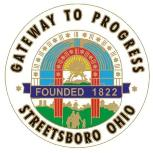 GATEWAY TO PROGRESS
FOUNDED 1822
STREETSBORO OHIO